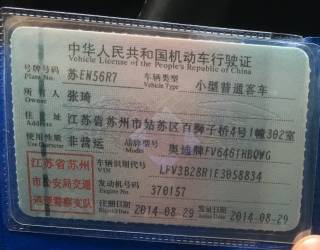 中华人民共和国机动车行驶证
Vehicle License of the People's Republic of China
号牌号码 苏EN56R7 车辆类型 小型普通客车
Plate No. Vehicle Type
所有人 张琦
Owner
住址 江苏省苏州市姑苏区百狮子桥4号1幢302室
Address
使用性质 非营运 品牌型号 奥迪牌FV6461HBQWG
Use Character Model
江苏省苏州 车辆识别代号 LFV3B28R1E3058834
VIN
市公安局交通 发动机号码 370157
Engine No.
巡逻警察支队 注册日期 2014-08-29 发证日期 2014-08-29
Register Date Issue Date